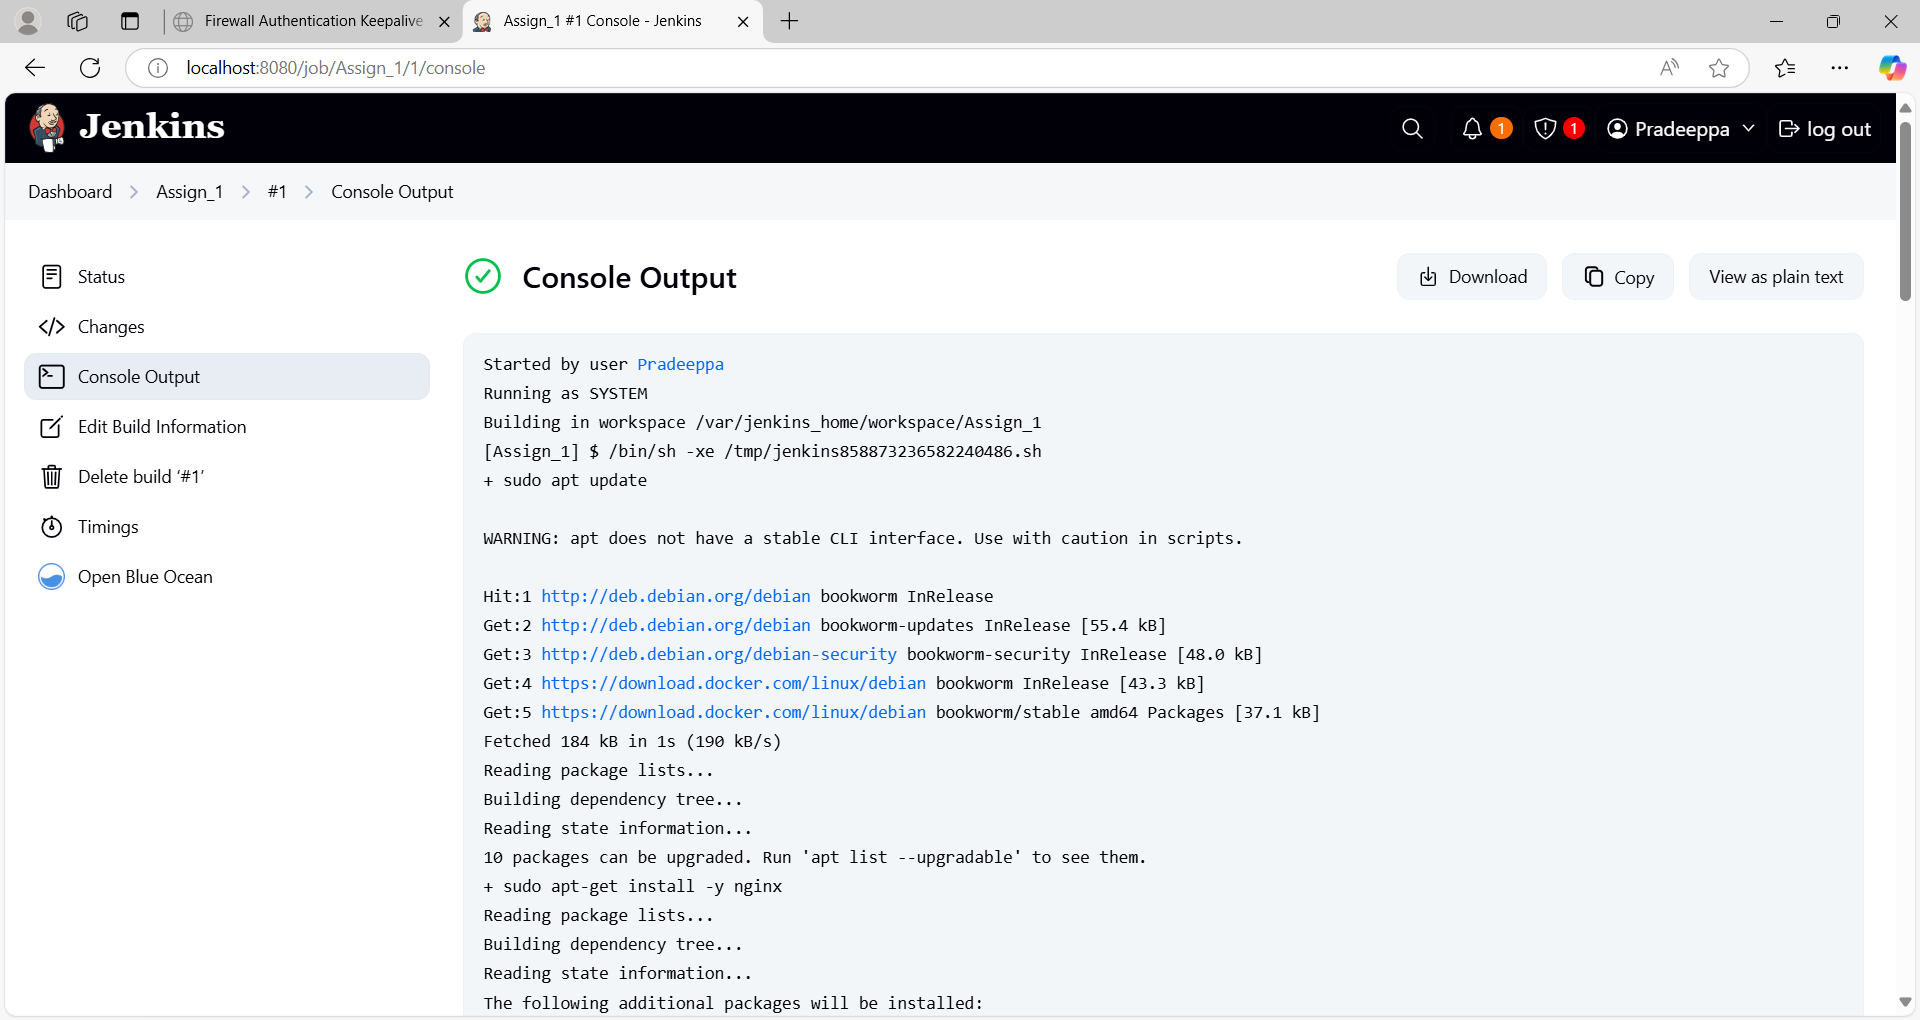 Firewall Authentication Keepalive
Assign_1 #1 Console - Jenkins
localhost:8080/job/Assign_1/1/console
Jenkins
1
1
Pradeeppa
log out
Dashboard
Assign_1
#1
Console Output
Status
Changes
Console Output
Edit Build Information
Delete build ‘#1’
Timings
Open Blue Ocean
Console Output
Download
Copy
View as plain text
Started by user Pradeeppa
Running as SYSTEM
Building in workspace /var/jenkins_home/workspace/Assign_1
[Assign_1] $ /bin/sh -xe /tmp/jenkins858873236582240486.sh
+ sudo apt update
WARNING: apt does not have a stable CLI interface. Use with caution in scripts.
Hit:1 http://deb.debian.org/debian bookworm InRelease
Get:2 http://deb.debian.org/debian bookworm-updates InRelease [55.4 kB]
Get:3 http://deb.debian.org/debian-security bookworm-security InRelease [48.0 kB]
Get:4 https://download.docker.com/linux/debian bookworm InRelease [43.3 kB]
Get:5 https://download.docker.com/linux/debian bookworm/stable amd64 Packages [37.1 kB]
Fetched 184 kB in 1s (190 kB/s)
Reading package lists...
Building dependency tree...
Reading state information...
10 packages can be upgraded. Run 'apt list --upgradable' to see them.
+ sudo apt-get install -y nginx
Reading package lists...
Building dependency tree...
Reading state information...
The following additional packages will be installed: